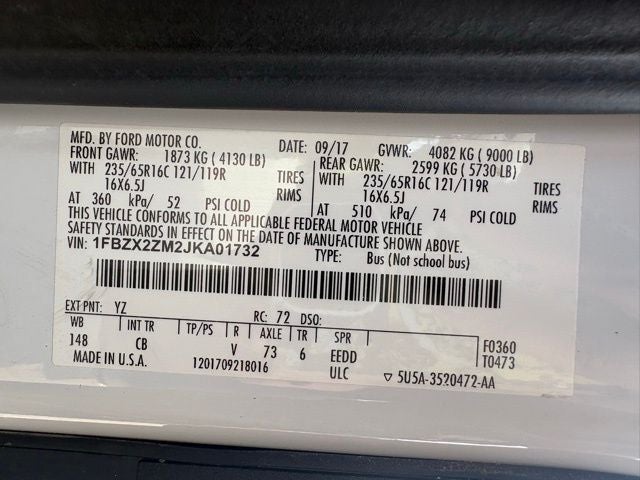 MFD. BY FORD MOTOR CO. DATE: 09/17 GVWR: 4082 KG ( 9000 LB)
FRONT GAWR: 1873 KG ( 4130 LB) REAR GAWR: 2599 KG ( 5730 LB)
WITH 235/65R16C 121/119R TIRES WITH 235/65R16C 121/119R TIRES
16X6.5J RIMS 16X6.5J RIMS
AT 360 kPa/ 52 PSI COLD AT 510 kPa/ 74 PSI COLD
THIS VEHICLE CONFORMS TO ALL APPLICABLE FEDERAL MOTOR VEHICLE
SAFETY STANDARDS IN EFFECT ON THE DATE OF MANUFACTURE SHOWN ABOVE
VIN: 1FBZX2ZM2JKA01732 TYPE: Bus (Not school bus)
EXT PNT: YZ RC: 72 DSO:
WB INT TR TP/PS R AXLE TR SPR F0360
148 CB V 73 6 EEDD T0473
MADE IN U.S.A. 1201709218016 ULC ▽ 5U5A-3520472-AA